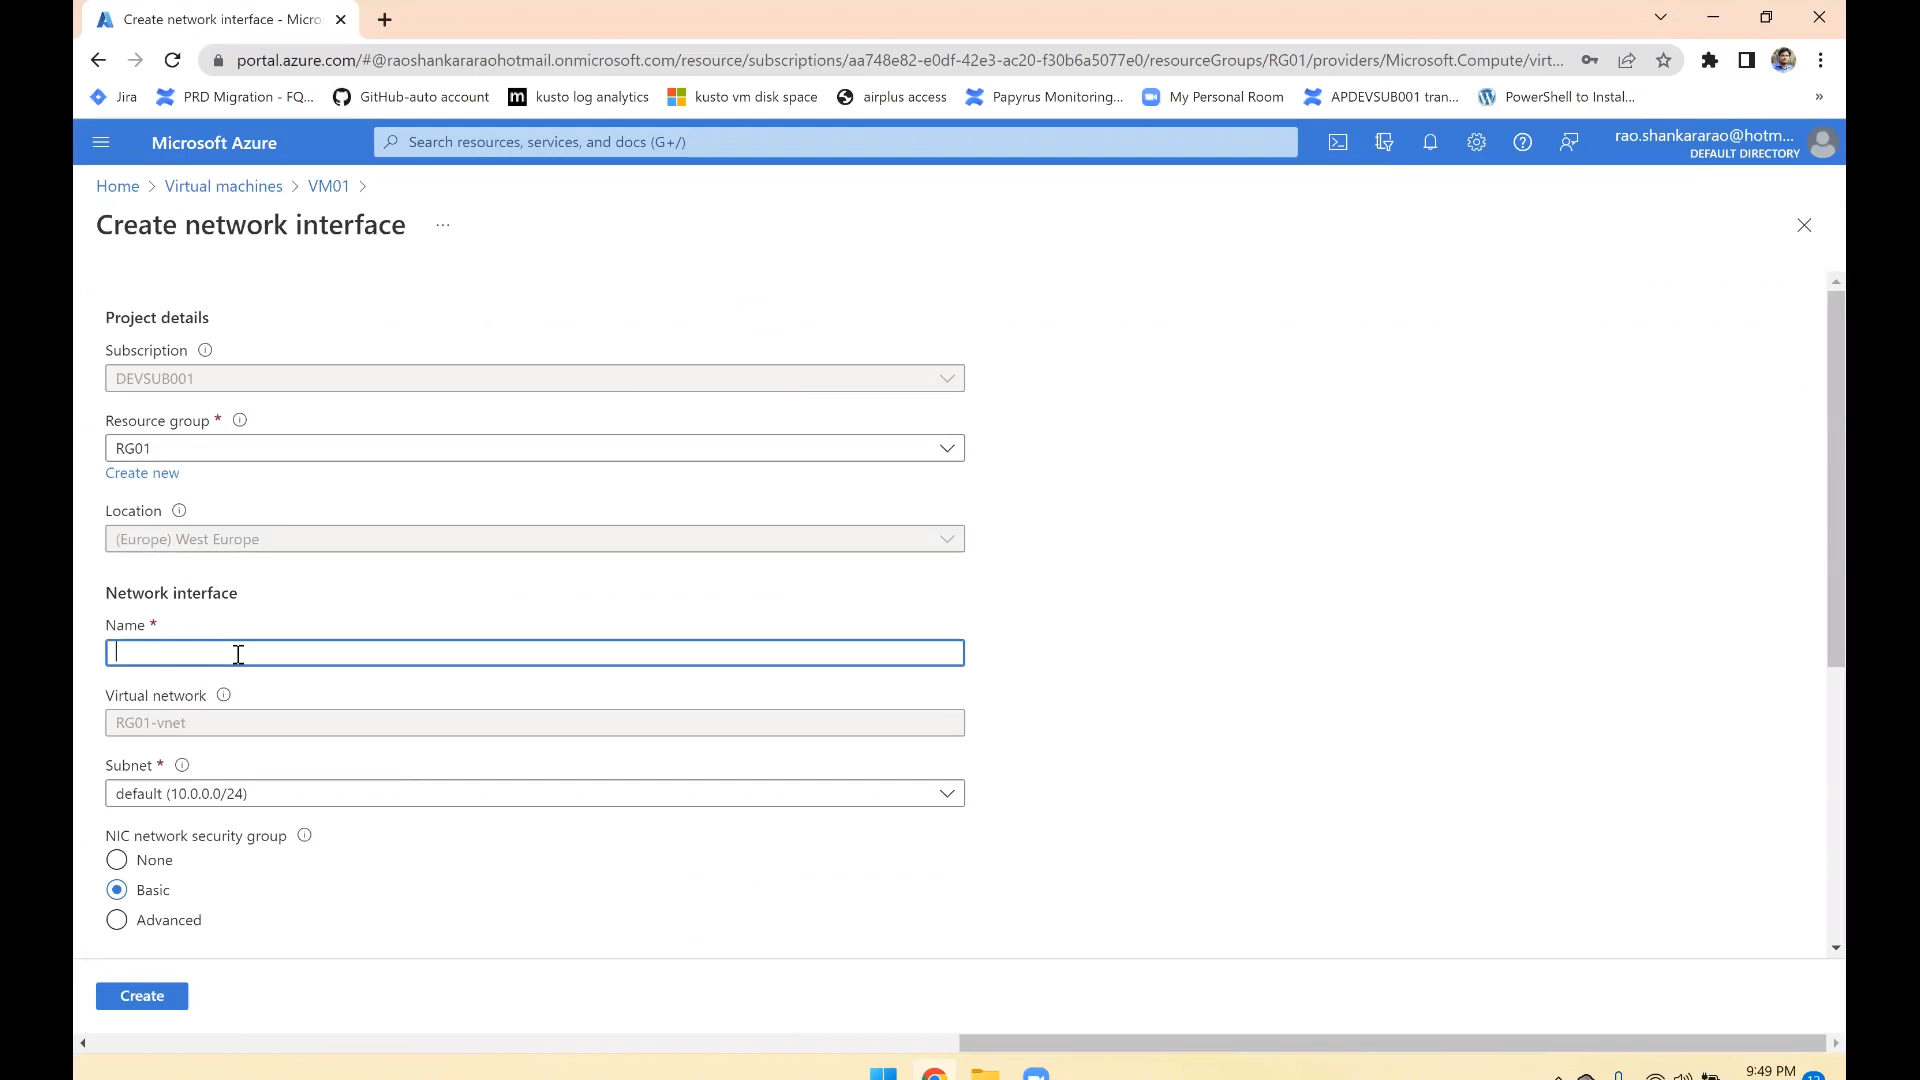 Create network interface - Micro
portal.azure.com/#@raoshankararaohotmail.onmicrosoft.com/resource/subscriptions/aa748e82-e0df-42e3-ac20-f30b6a5077e0/resourceGroups/RG01/providers/Microsoft.Compute/virt...
Jira PRD Migration - FQ... GitHub-auto account kusto log analytics kusto vm disk space airplus access Papyrus Monitoring... My Personal Room APDEVSUB001 tran... PowerShell to Instal... »
Microsoft Azure
Search resources, services, and docs (G+/)
rao.shankararao@hotm...
DEFAULT DIRECTORY
Home > Virtual machines > VM01 >
Create network interface ...
Project details
Subscription
DEVSUB001
Resource group *
RG01
Create new
Location
(Europe) West Europe
Network interface
Name *
Virtual network
RG01-vnet
Subnet *
default (10.0.0.0/24)
NIC network security group
None
Basic
Advanced
Create
9:49 PM